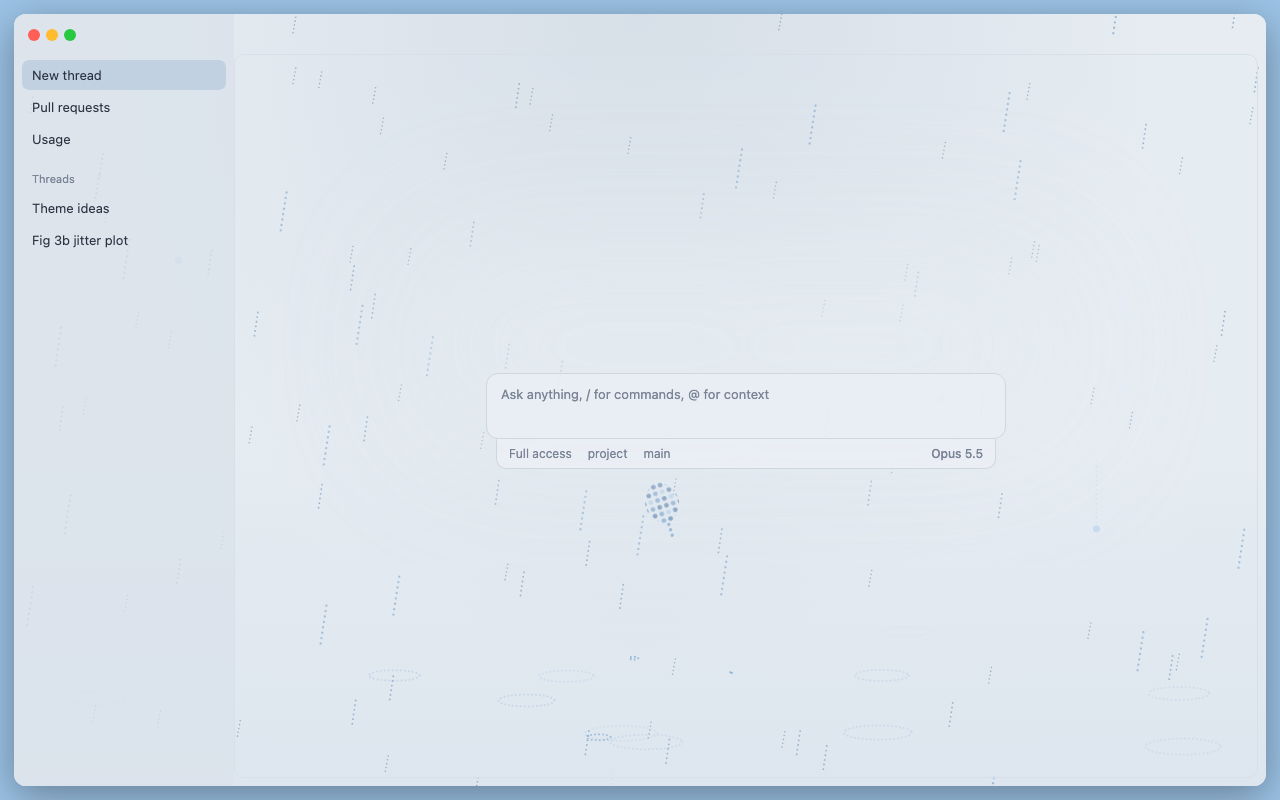 New thread
Pull requests
Usage
Threads
Theme ideas
Fig 3b jitter plot
Ask anything, / for commands, @ for context
Full access project main Opus 5.5